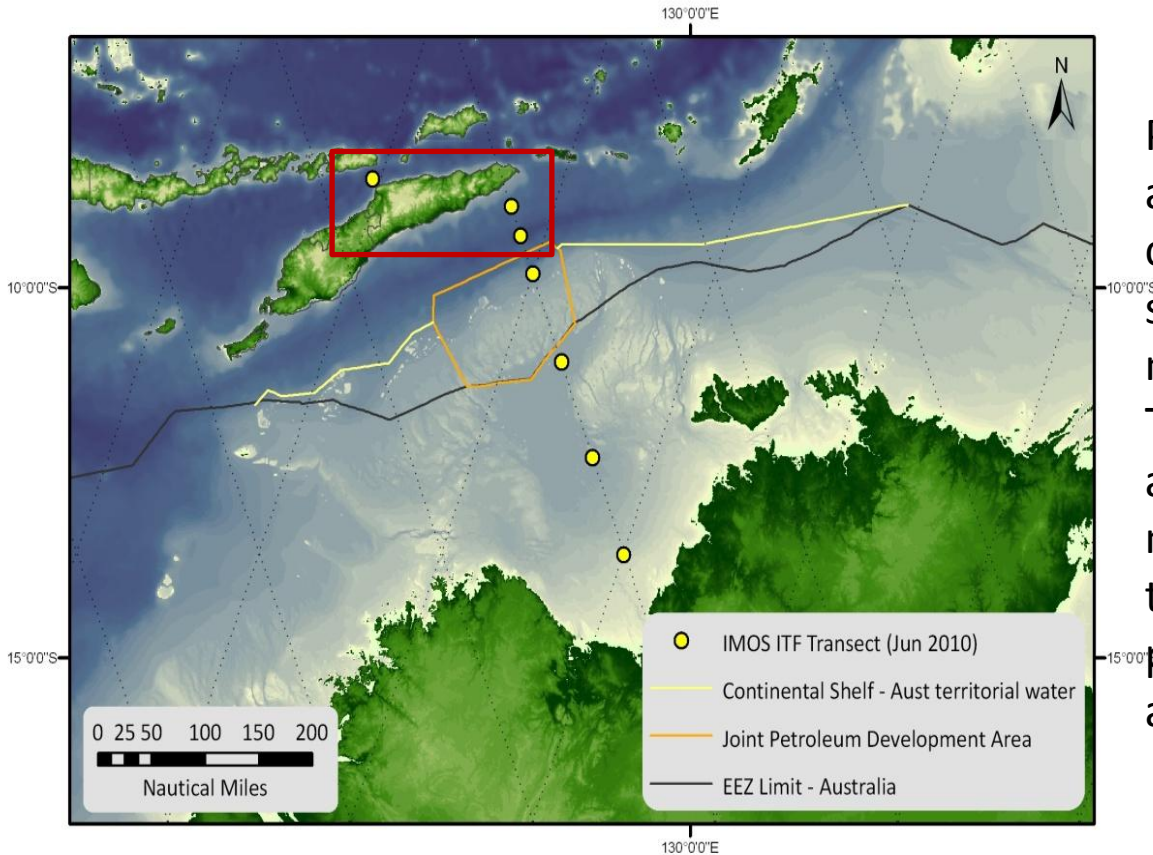 130°0'0"E
N
10°0'0"S
10°0'0"S
15°0'0"S
15°0'0"S
IMOS ITF Transect (Jun 2010)
Continental Shelf - Aust territorial water
Joint Petroleum Development Area
EEZ Limit - Australia
0 25 50 100 150 200
Nautical Miles
130°0'0"E